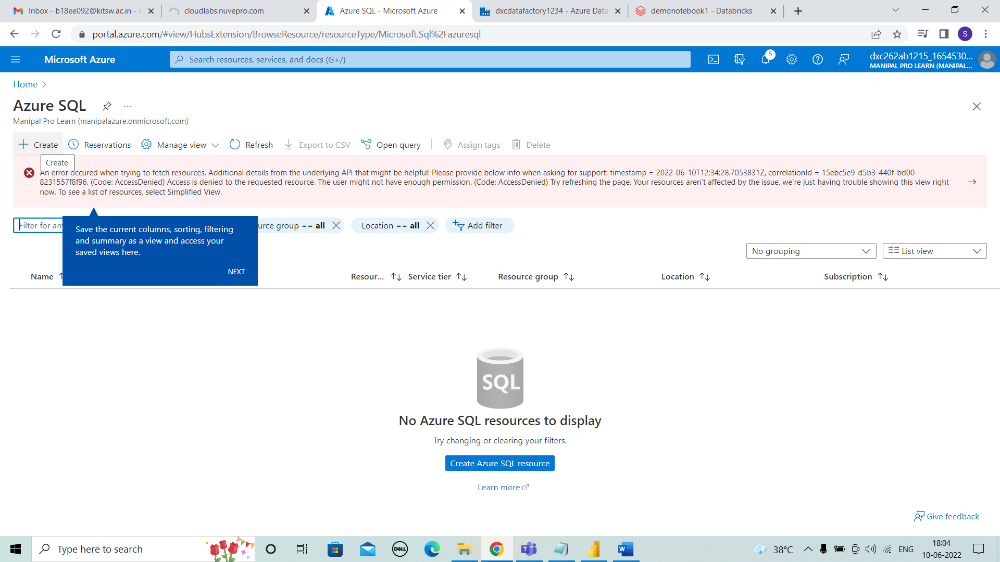 Inbox - b18ee092@kitsw.ac.in - K
cloudlabs.nuvepro.com
Azure SQL - Microsoft Azure
dxcdatafactory1234 - Azure Data
demonotebook1 - Databricks
portal.azure.com/#view/HubsExtension/BrowseResource/resourceType/Microsoft.Sql%2Fazuresql
S
Microsoft Azure
Search resources, services, and docs (G+/)
5
dxc262ab1215_1654530...
MANIPAL PRO LEARN (MANIPAL...
Home
Azure SQL
...
Manipal Pro Learn (manipalazure.onmicrosoft.com)
Create
Reservations
Manage view
Refresh
Export to CSV
Open query
Assign tags
Delete
Create
An error occured when trying to fetch resources. Additional details from the underlying API that might be helpful: Please provide below info when asking for support: timestamp = 2022-06-10T12:34:28.7053831Z, correlationId = 15ebc5e9-d5b3-440f-bd00-
8231557f8f96. (Code: AccessDenied) Access is denied to the requested resource. The user might not have enough permission. (Code: AccessDenied) Try refreshing the page. Your resources aren't affected by the issue, we're just having trouble showing this view right
now. To see a list of resources, select Simplified View.
Filter for any
urce group == all
Location == all
Add filter
Save the current columns, sorting, filtering
and summary as a view and access your
saved views here.
NEXT
No grouping
List view
Name
Resour...
Service tier
Resource group
Location
Subscription
SQL
No Azure SQL resources to display
Try changing or clearing your filters.
Create Azure SQL resource
Learn more
Give feedback
Type here to search
DELL
W
38°C
ENG
18:04
10-06-2022